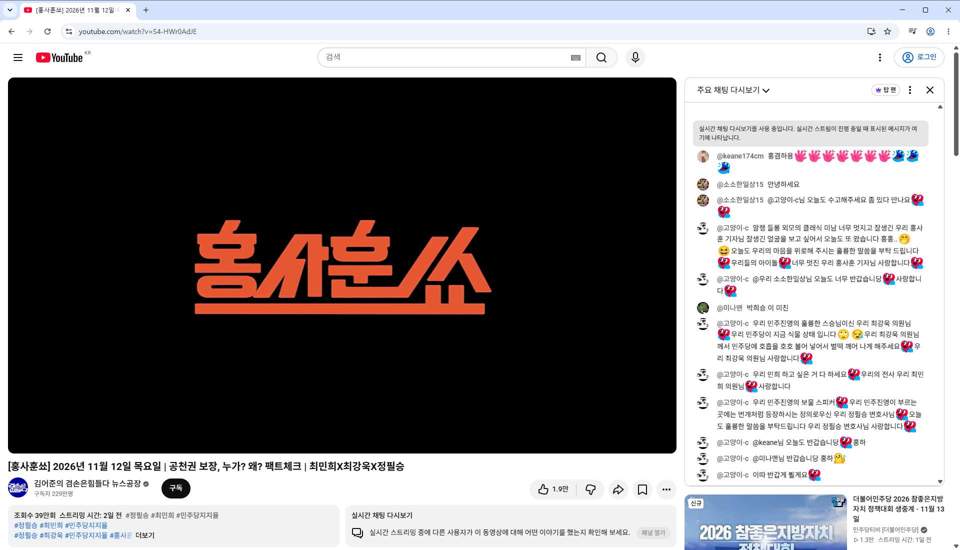 [홍사훈쑈] 2026년 11월 12일
youtube.com/watch?v=S4-HWr0AdJE
YouTube KR
검색
로그인
홍사훈쑈
[홍사훈쑈] 2026년 11월 12일 목요일 | 공천권 보장, 누가? 왜? 팩트체크 | 최민희X최강욱X정필승
김어준의 겸손은힘들다 뉴스공장
구독자 229만명
구독
1.9만
조회수 39만회 스트리밍 시간: 2일 전 #정필승 #최민희 #민주당지지율
#정필승 #최민희 #민주당지지율
#정필승 #최강욱 #민주당지지율 #홍사훈 더보기
실시간 채팅 다시보기
실시간 스트리밍 중에 다른 사용자가 이 동영상에 대해 어떤 이야기를 했는지 확인해 보세요.
패널 열기
주요 채팅 다시보기
탑 팬
실시간 채팅 다시보기를 사용 중입니다. 실시간 스트림이 진행 중일 때 표시된 메시지가 여
기에 나타납니다.
@keane174cm 홍겸하용
@소소한일상15 안녕하세요
@소소한일상15 @고양이-c님 오늘도 수고해주세요 좀 있다 만나요
@고양이-c 알랭 들롱 외모의 클래식 미남 너무 멋지고 잘생긴 우리 홍사
훈 기자님 잘생긴 얼굴을 보고 싶어서 오늘도 또 왔습니다 홍홍..
오늘도 우리의 마음을 위로해 주시는 훌륭한 말씀을 부탁 드립니다
우리들의 아이돌 너무 멋진 우리 홍사훈 기자님 사랑합니다
@고양이-c @우리 소소한일상님 오늘도 너무 반갑습니당 사랑합니
다
@미나맨 박희승 이 미진
@고양이-c 우리 민주진영의 훌륭한 스승님이신 우리 최강욱 의원님
우리 민주당이 지금 식물 상태 입니다 우리 최강욱 의원님
께서 민주당에 호흡을 호호 불어 넣어서 벌떡 깨어 나게 해주세요 우
리 최강욱 의원님 사랑합니다
@고양이-c 우리 민희 하고 싶은 거 다 하세요 우리의 전사 우리 최민
희 의원님 사랑합니다
@고양이-c 우리 민주진영의 보물 스피커 우리 민주진영이 부르는
곳에는 번개처럼 등장하시는 정의로우신 우리 정필승 변호사님 오늘
도 훌륭한 말씀을 부탁드립니다 우리 정필승 변호사님 사랑합니다
@고양이-c @keane님 오늘도 반갑습니당 홍하
@고양이-c @미나맨님 반갑습니당 홍하
@고양이-c 이따 반갑게 뵐게요
신규
2026 참좋은지방자치
정책대회
더불어민주당 2026 참좋은지방
자치 정책대회 생중계 - 11월 13
일
민주당티비 [더불어민주당]
1.3만 · 스트리밍 시간: 1일 전